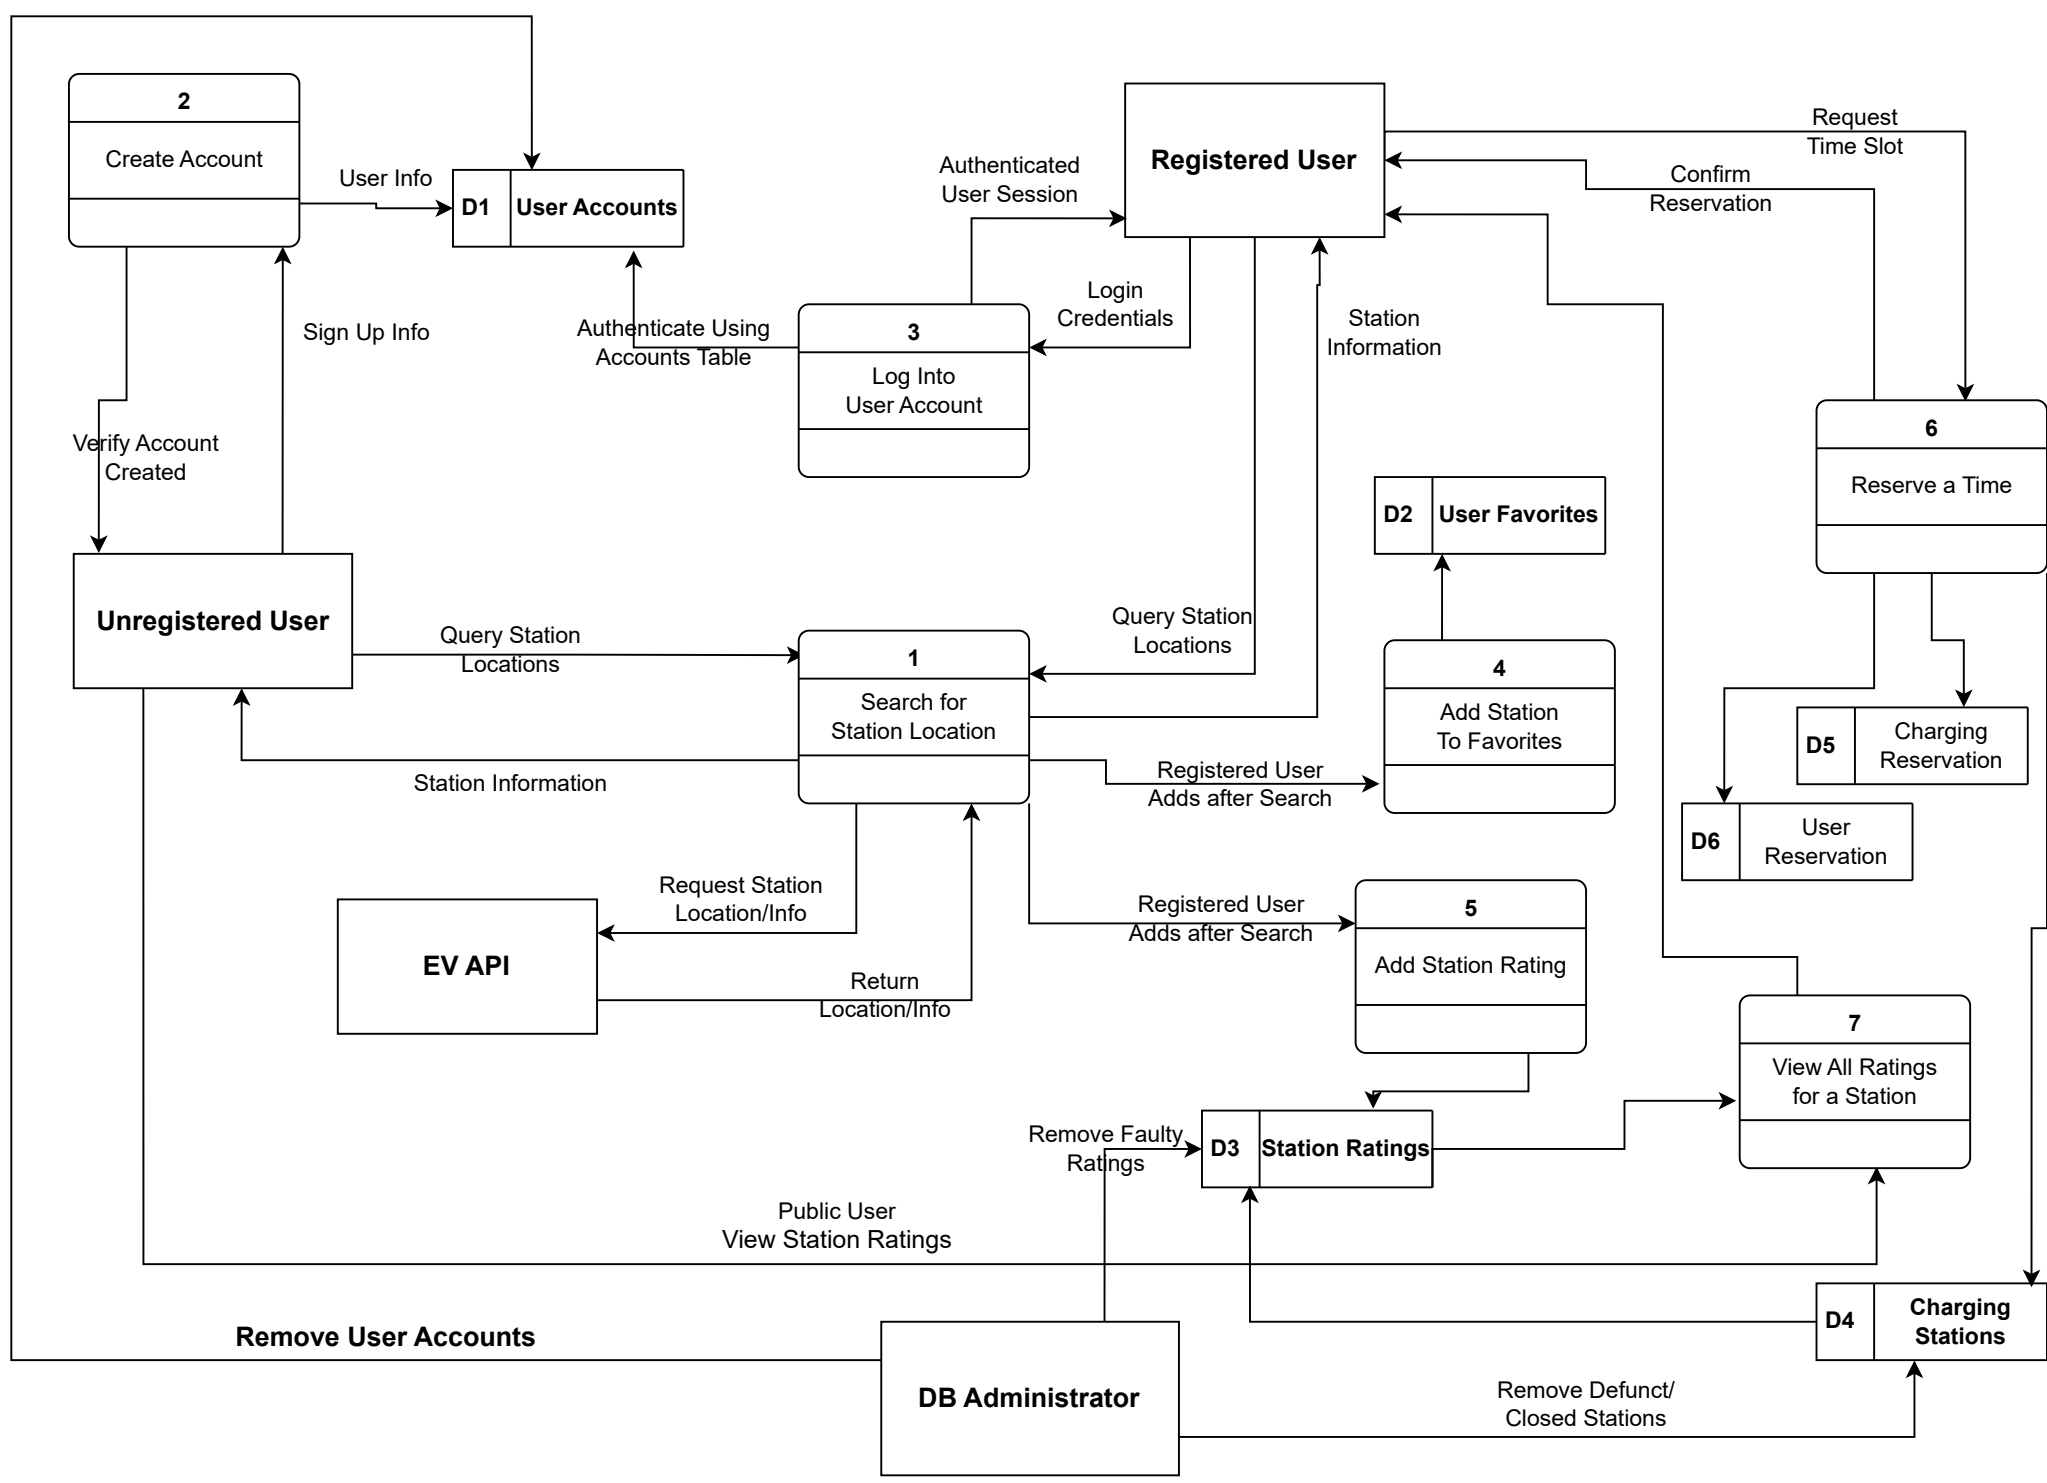 2
Create Account
User Info
D1
User Accounts
Sign Up Info
Verify Account
Created
Authenticated
User Session
Registered User
Request
Time Slot
Confirm
Reservation
Login
Credentials
Station
Information
Authenticate Using
Accounts Table
3
Log Into
User Account
6
Reserve a Time
D2
User Favorites
Unregistered User
Query Station
Locations
Query Station
Locations
1
Search for
Station Location
4
Add Station
To Favorites
D5
Charging
Reservation
Station Information
Registered User
Adds after Search
D6
User
Reservation
Request Station
Location/Info
Registered User
Adds after Search
5
Add Station Rating
EV API
Return
Location/Info
7
View All Ratings
for a Station
Remove Faulty
Ratings
D3
Station Ratings
Public User
View Station Ratings
Remove User Accounts
D4
Charging
Stations
DB Administrator
Remove Defunct/
Closed Stations